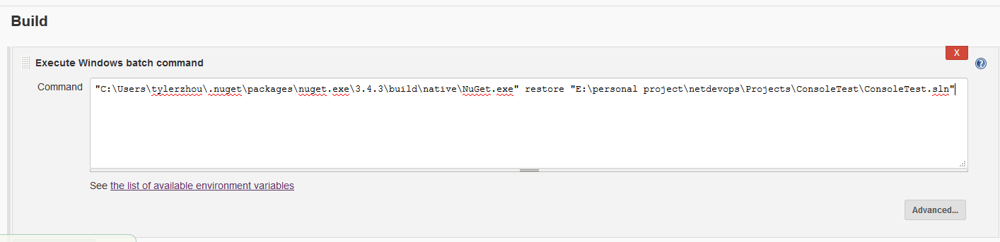 Build
X
Execute Windows batch command
Command
"C:\Users\tylerzhou\.nuget\packages\nuget.exe\3.4.3\build\native\NuGet.exe" restore "E:\personal project\netdevops\Projects\ConsoleTest\ConsoleTest.sln"
See the list of available environment variables
Advanced...